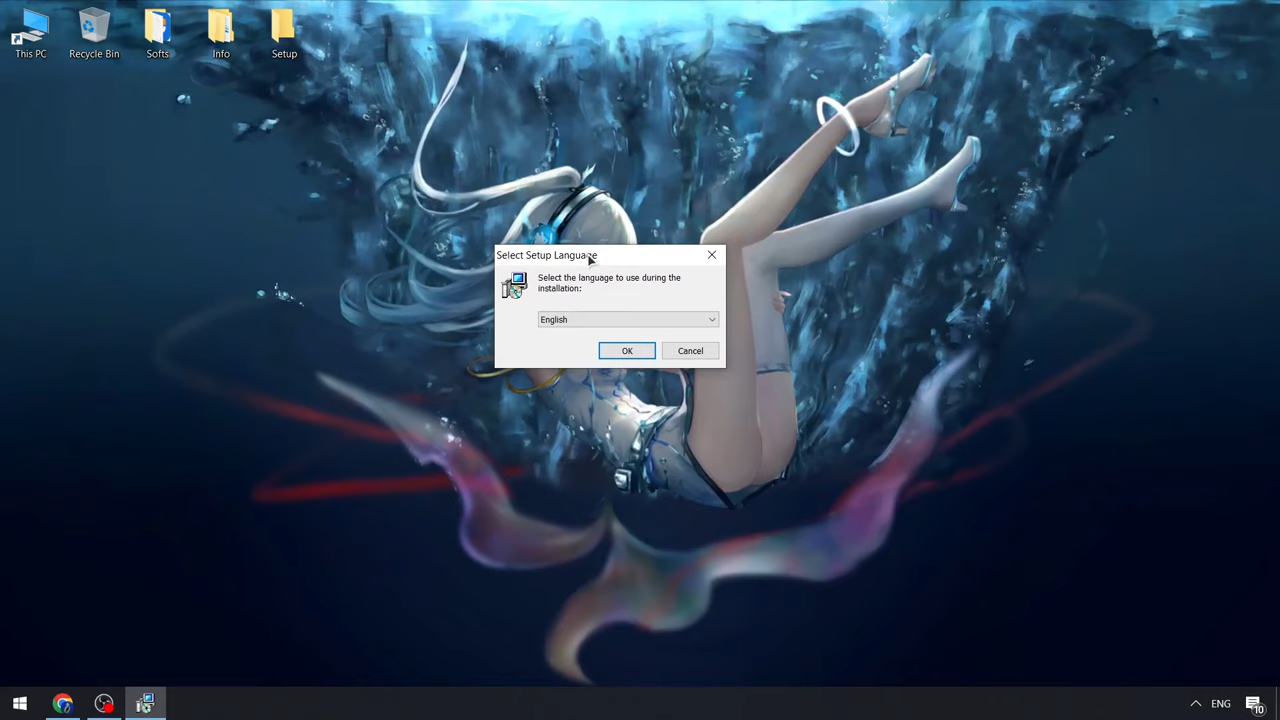 This PC
Recycle Bin
Softs
Info
Setup
Select Setup Language
Select the language to use during the
installation:
English
OK
Cancel
ENG
10